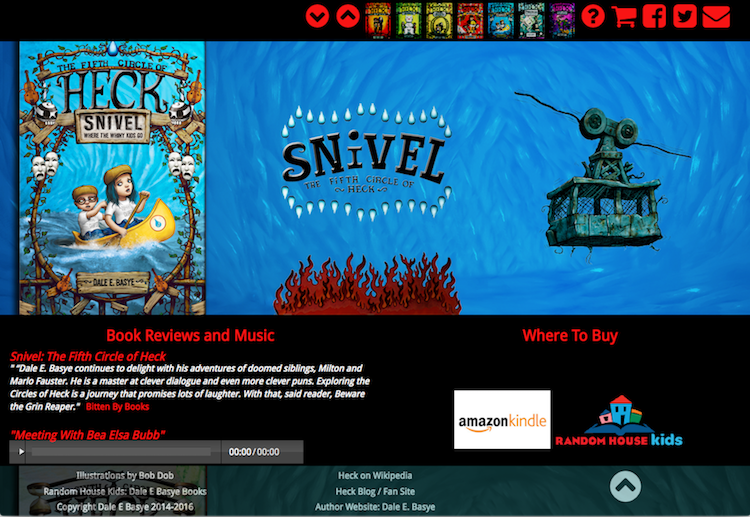 THE FIFTH CIRCLE OF
HECK
SNIVEL
WHERE THE WHINY KIDS GO
DALE E. BASYE
SNiVEL
THE FIFTH CIRCLE OF
HECK
Book Reviews and Music
Snivel: The Fifth Circle of Heck
" "Dale E. Basye continues to delight with his adventures of doomed siblings, Milton and
Marlo Fauster. He is a master at clever dialogue and even more clever puns. Exploring the
Circles of Heck is a journey that promises lots of laughter. With that, said reader, Beware
the Grin Reaper." Bitten By Books
"Meeting With Bea Elsa Bubb"
00:00/00:00
Where To Buy
amazonkindle
RANDOM HOUSE kids
Illustrations by Bob Dob
Random House Kids: Dale E Basye Books
Copyright Dale E Basye 2014-2016
Heck on Wikipedia
Heck Blog / Fan Site
Author Website: Dale E. Basye